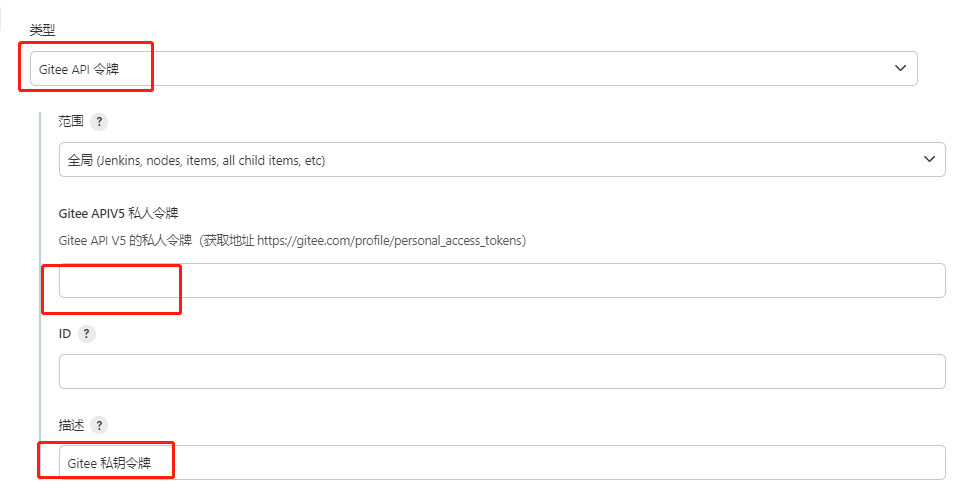 类型
Gitee API 令牌
范围 ?
全局 (Jenkins, nodes, items, all child items, etc)
Gitee APIV5 私人令牌
Gitee API V5 的私人令牌（获取地址 https://gitee.com/profile/personal_access_tokens）
ID ?
描述 ?
Gitee 私钥令牌